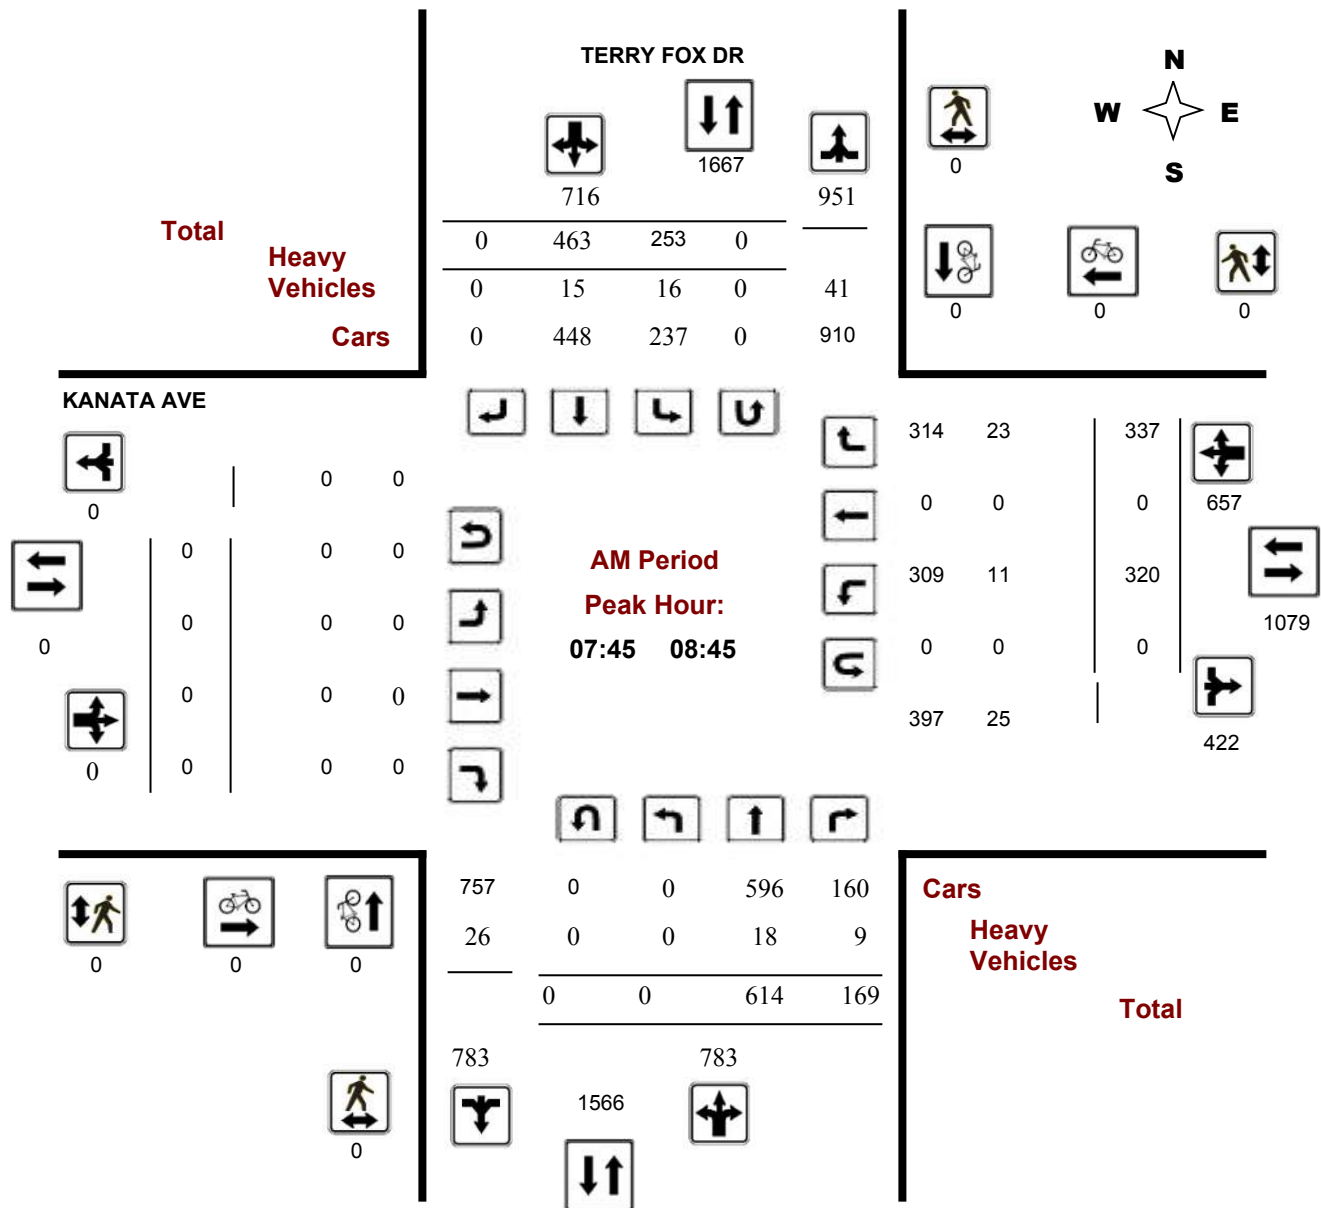 TERRY FOX DR
N
W E
S
1667
0
716 951
Total
0 463 253 0
Heavy
Vehicles
0 15 16 0 41
0 0 0
Cars
0 448 237 0 910
KANATA AVE
314 23 337
0 0
0
0 0 0
657
0 0 0
AM Period
309 11 320
Peak Hour:
0 0 0
1079
0
07:45 08:45
0 0 0
0 0 0
397 25
422
0 0 0 0
757 0 0 596 160
Cars
26 0 0 18 9
Heavy
Vehicles
0 0 0
0 0 614 169
Total
783 783
1566
0